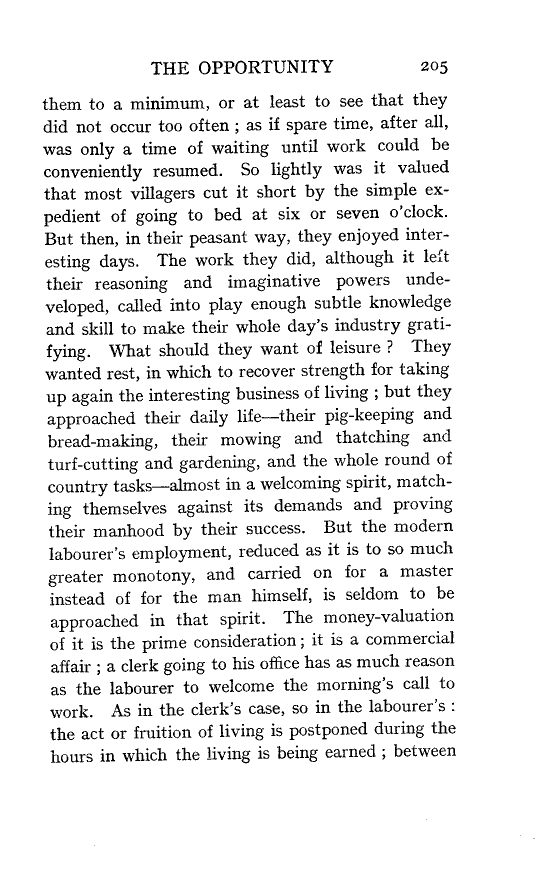 THE OPPORTUNITY 205
them to a minimum, or at least to see that they
did not occur too often ; as if spare time, after all,
was only a time of waiting until work could be
conveniently resumed. So lightly was it valued
that most villagers cut it short by the simple ex-
pedient of going to bed at six or seven o'clock.
But then, in their peasant way, they enjoyed inter-
esting days. The work they did, although it left
their reasoning and imaginative powers unde-
veloped, called into play enough subtle knowledge
and skill to make their whole day's industry grati-
fying. What should they want of leisure ? They
wanted rest, in which to recover strength for taking
up again the interesting business of living ; but they
approached their daily life—their pig-keeping and
bread-making, their mowing and thatching and
turf-cutting and gardening, and the whole round of
country tasks—almost in a welcoming spirit, match-
ing themselves against its demands and proving
their manhood by their success. But the modern
labourer's employment, reduced as it is to so much
greater monotony, and carried on for a master
instead of for the man himself, is seldom to be
approached in that spirit. The money-valuation
of it is the prime consideration ; it is a commercial
affair ; a clerk going to his office has as much reason
as the labourer to welcome the morning's call to
work. As in the clerk's case, so in the labourer's :
the act or fruition of living is postponed during the
hours in which the living is being earned ; between